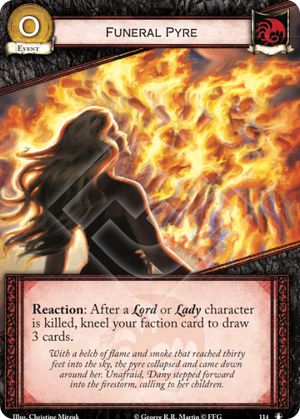 FUNERAL PYRE
0
EVENT
Reaction: After a Lord or Lady character
is killed, kneel your faction card to draw
3 cards.
With a belch of flame and smoke that reached thirty
feet into the sky, the pyre collapsed and came down
around her. Unafraid, Dany stepped forward
into the firestorm, calling to her children.
Illus. Christine Mitzuk © George R.R. Martin © FFG 114